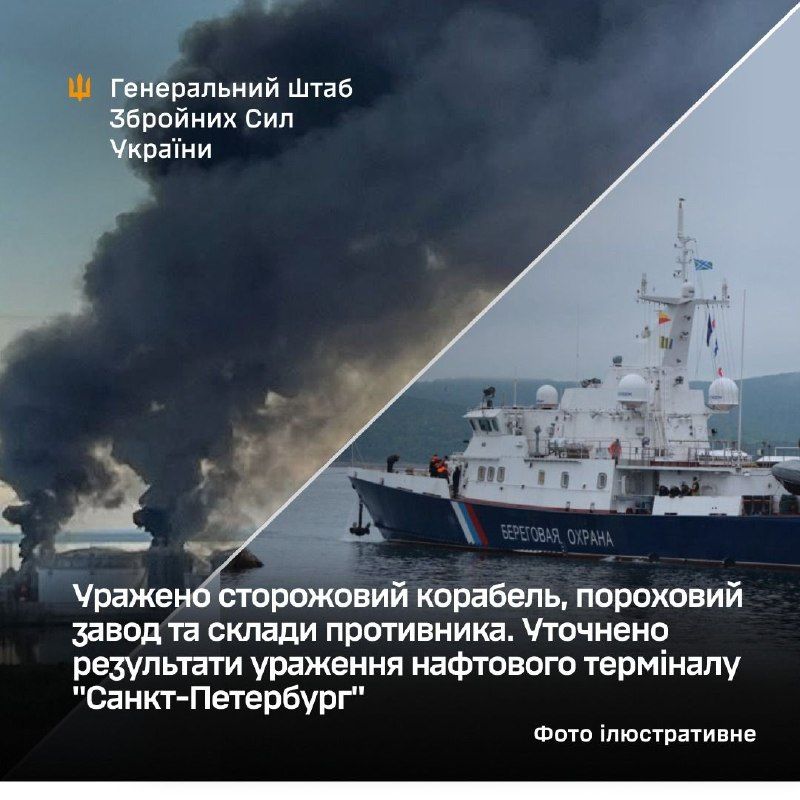 Генеральний Штаб
Збройних Сил
України
БЕРЕГОВАЯ ОХРАНА
Уражено сторожовий корабель, пороховий
завод та склади противника. Уточнено
результати ураження нафтового терміналу
"Санкт-Петербург"
Фото ілюстративне